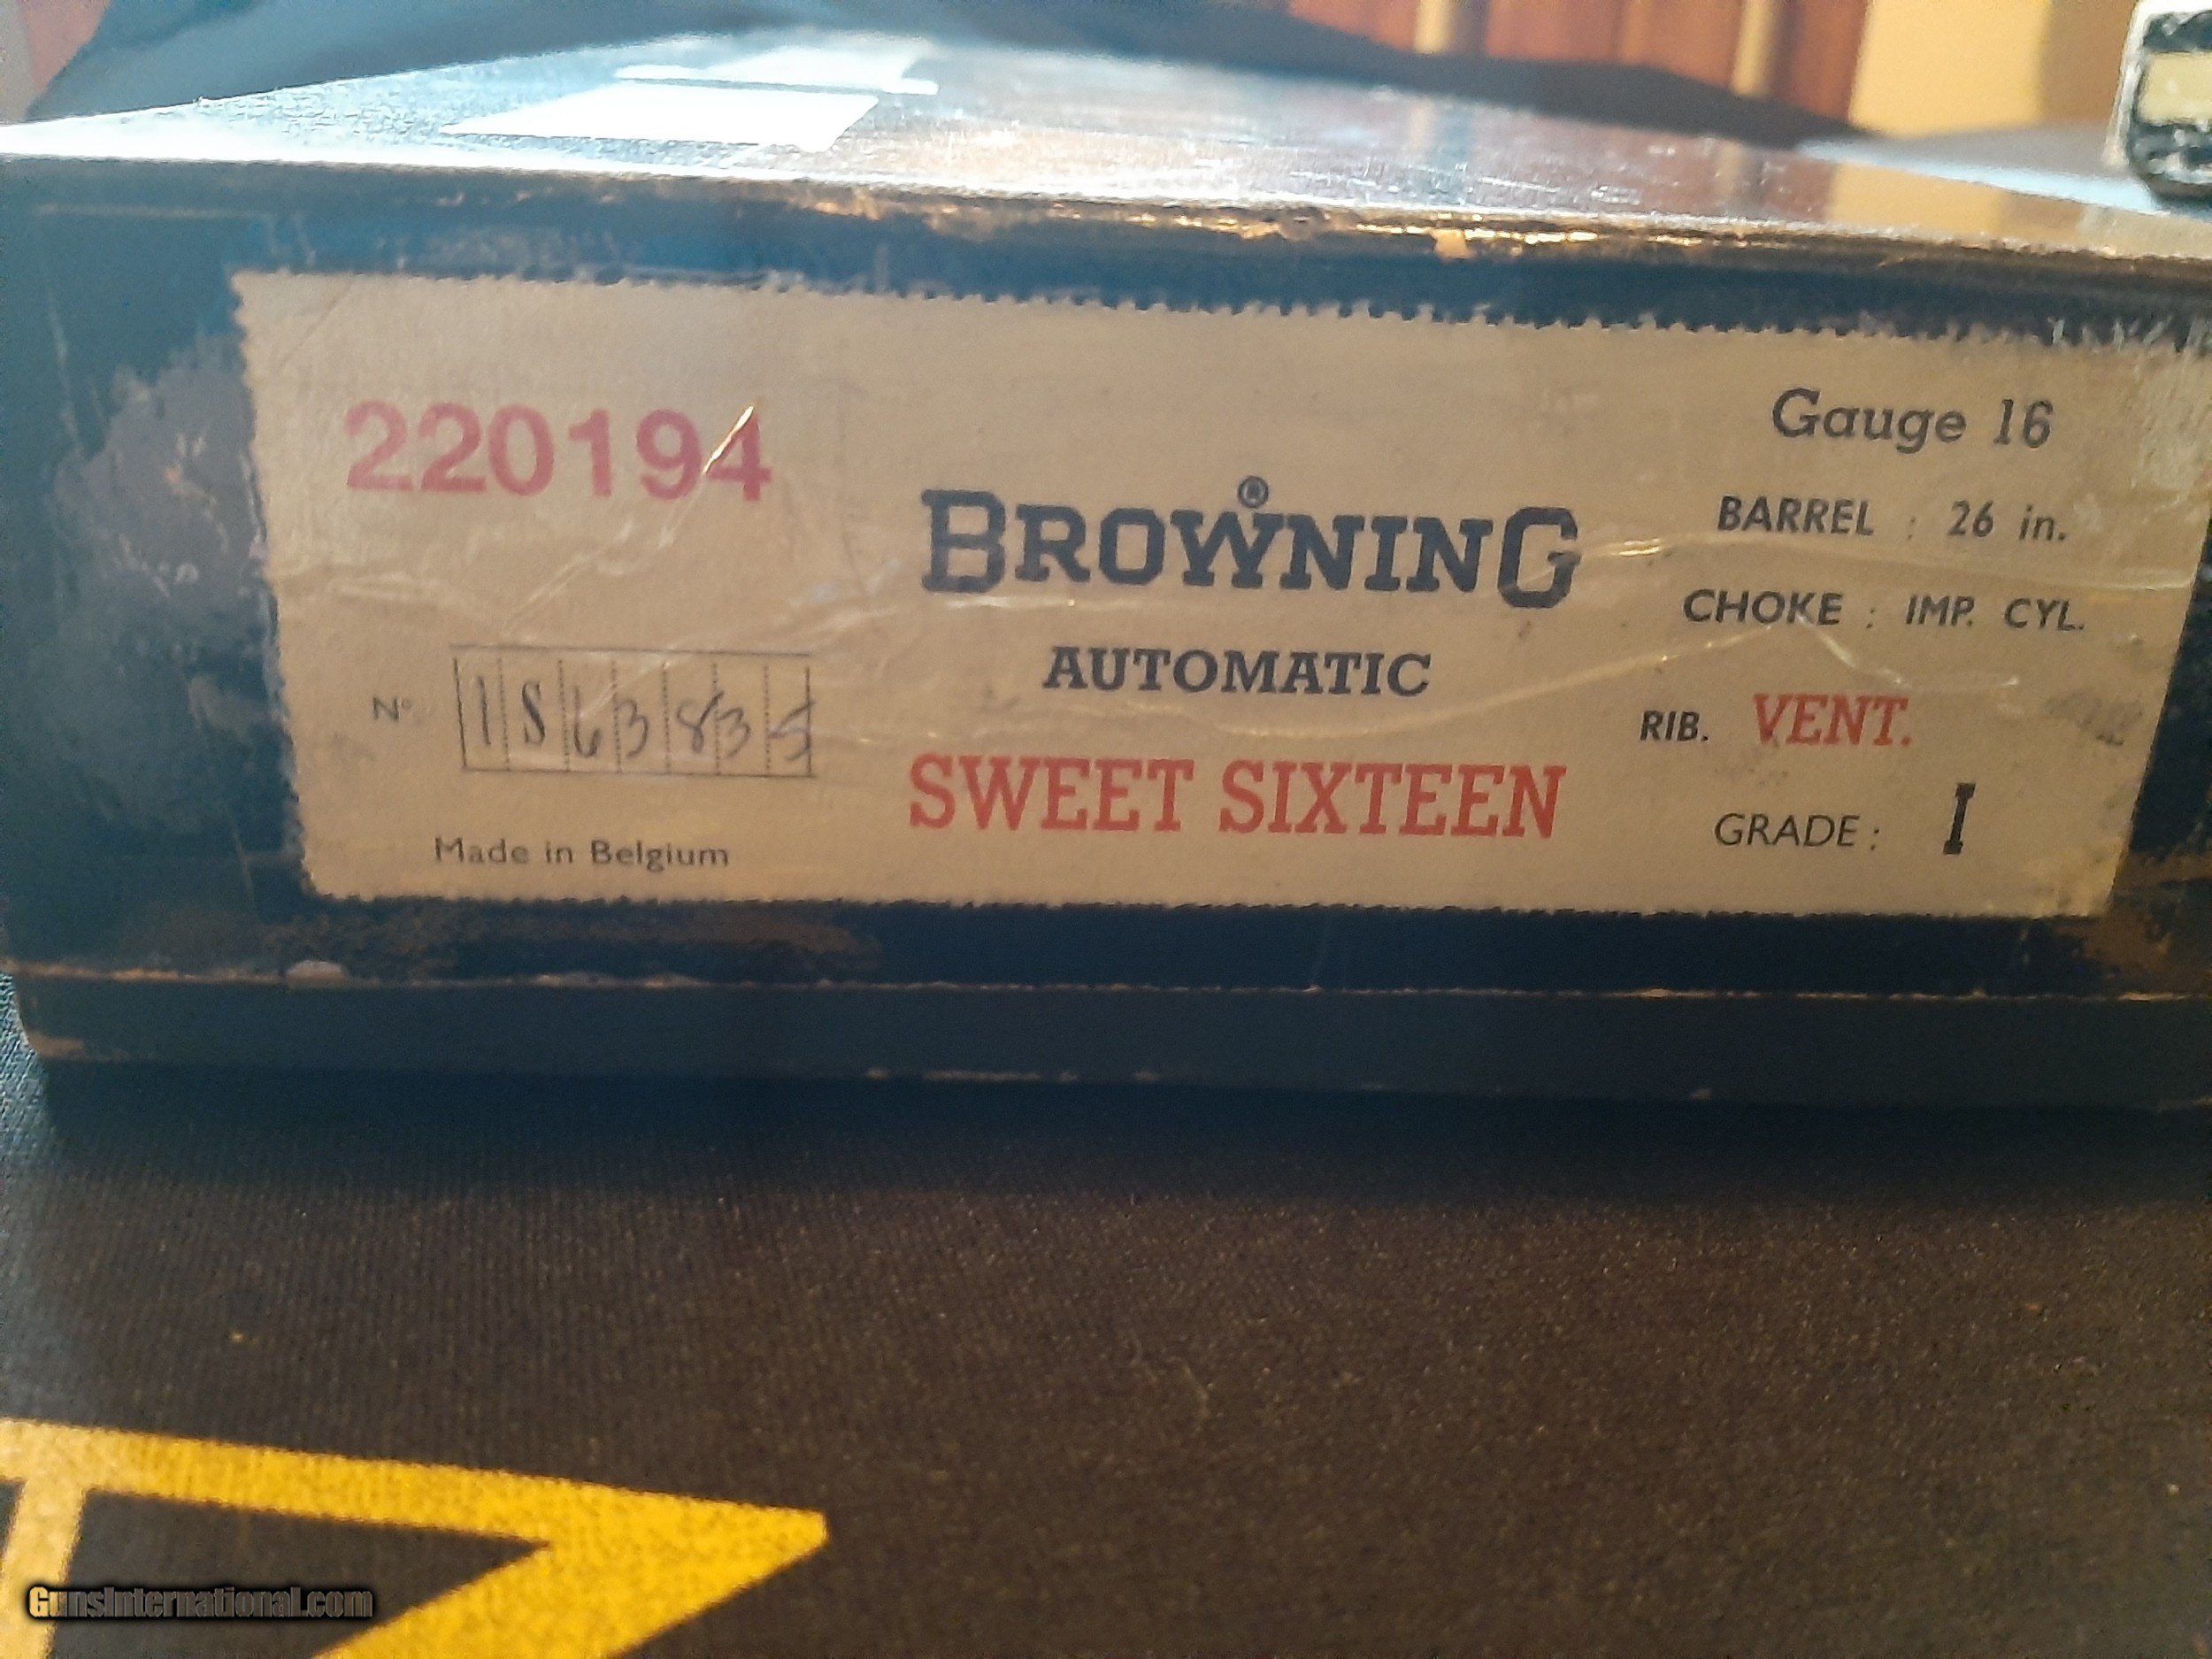 220194
Nº 1S63835
Made in Belgium
BROWNING®
AUTOMATIC
SWEET SIXTEEN
Gauge 16
BARREL : 26 in.
CHOKE : IMP. CYL.
RIB. VENT.
GRADE : I
GunsInternational.com